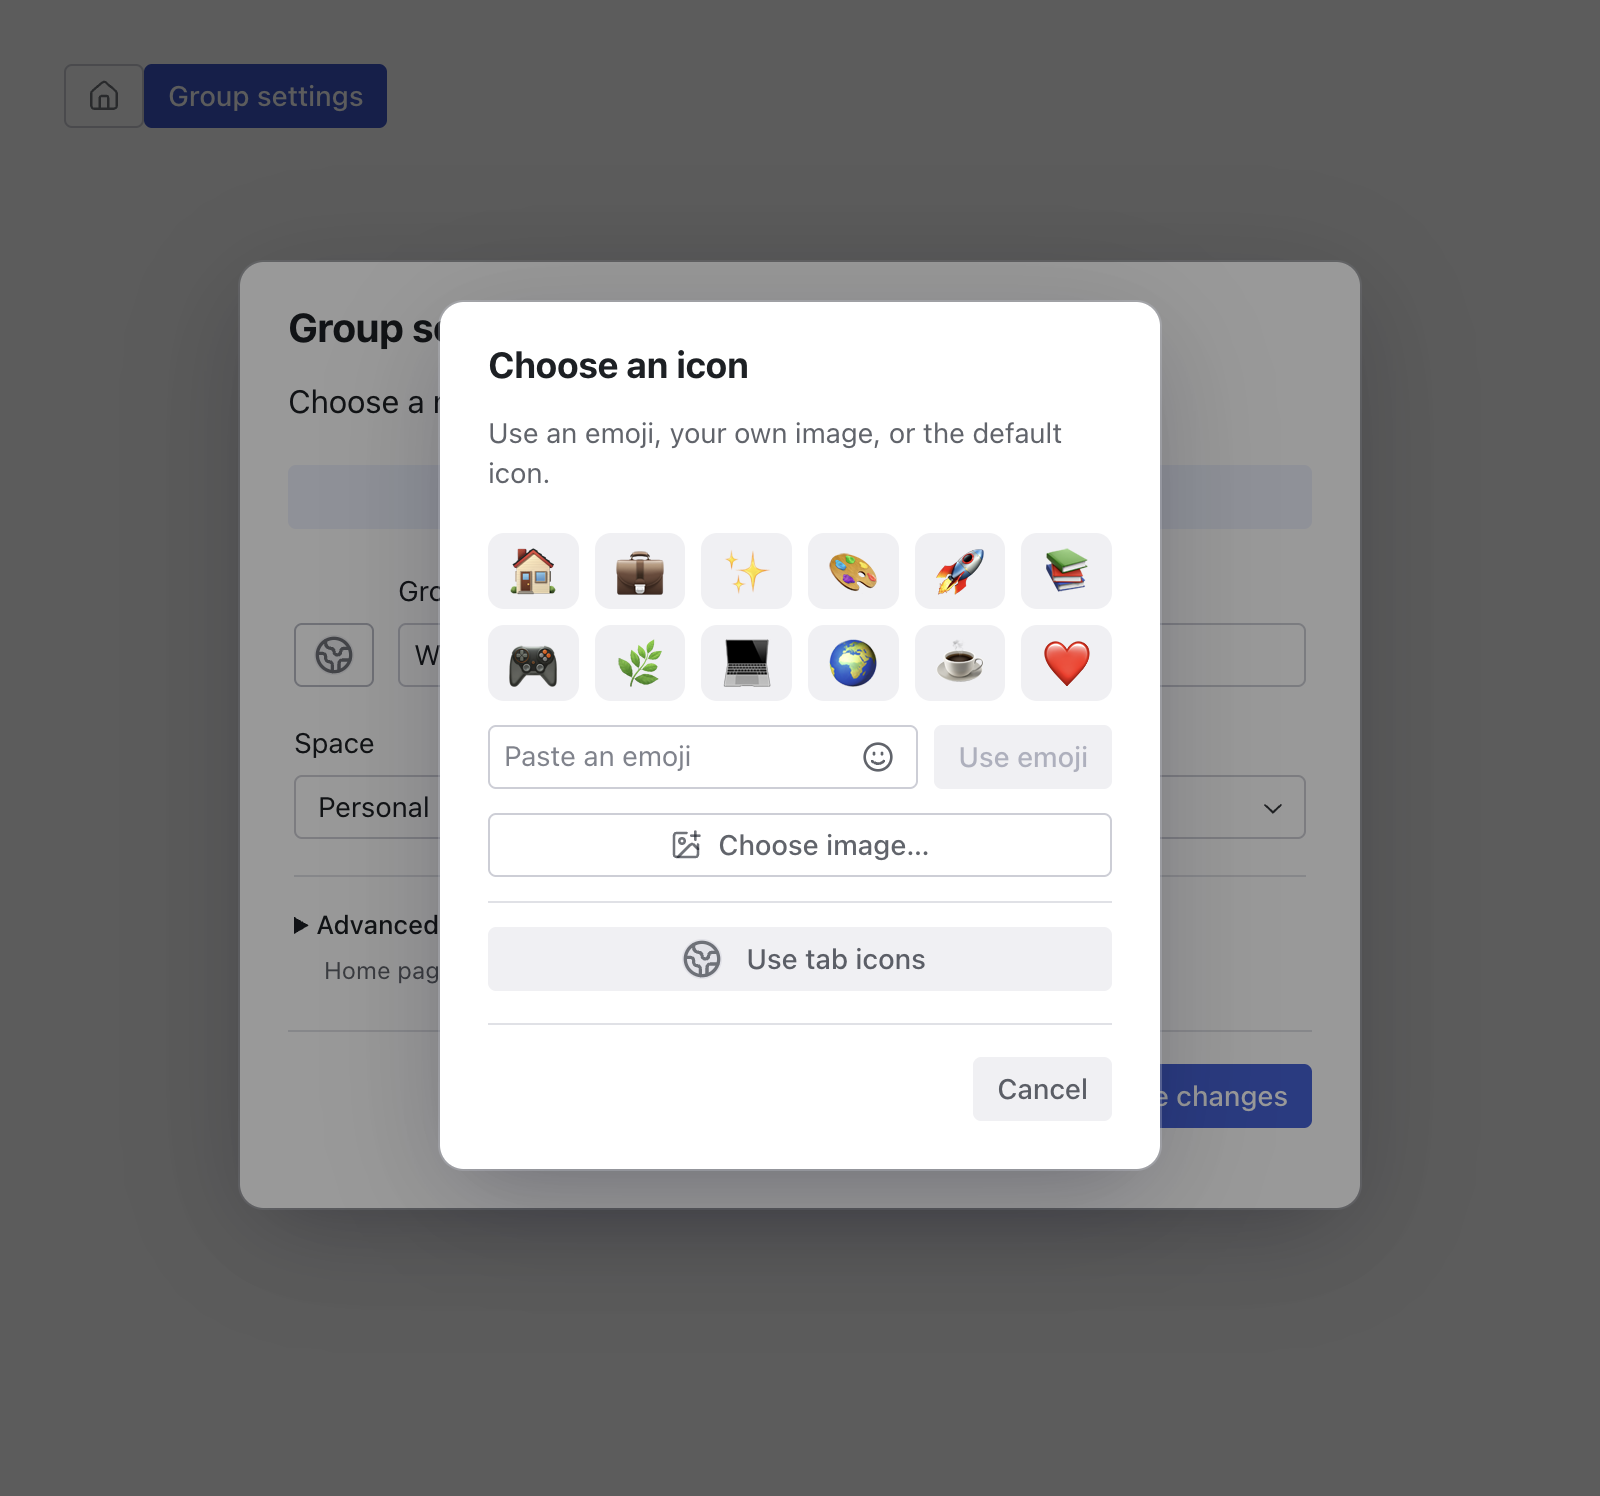 Group settings
Group se
Choose a
Choose an icon
Use an emoji, your own image, or the default
icon.
Gro
W
Paste an emoji
Use emoji
Space
Personal
Choose image...
Advanced
Home pag
Use tab icons
Cancel
changes